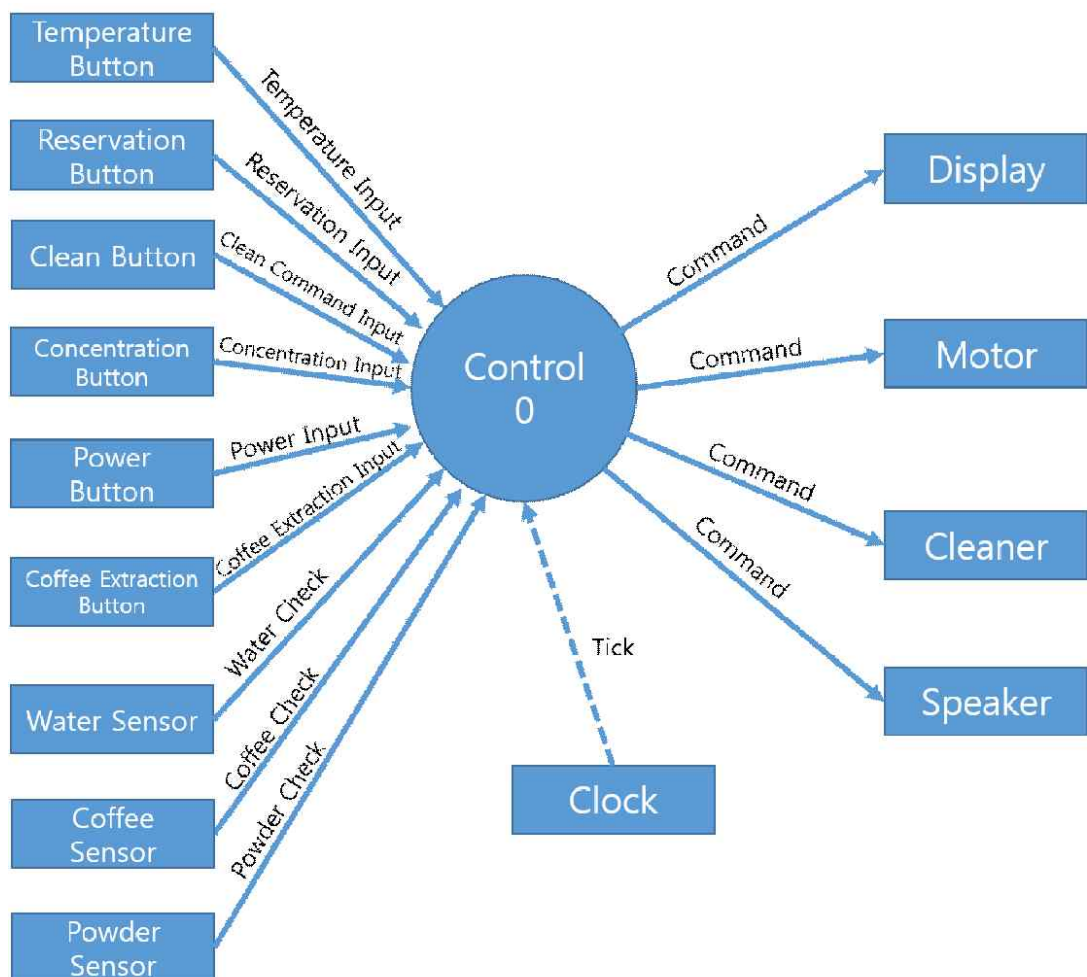 Temperature
Button
Reservation
Button
Clean Button
Concentration
Button
Power
Button
Coffee Extraction
Button
Water Sensor
Coffee
Sensor
Powder
Sensor
Temperature Input
Reservation Input
Clean Command Input
Concentration Input
Power Input
Coffee Extraction Input
Water Check
Coffee Check
Powder Check
Control
0
Tick
Clock
Command
Command
Command
Command
Display
Motor
Cleaner
Speaker